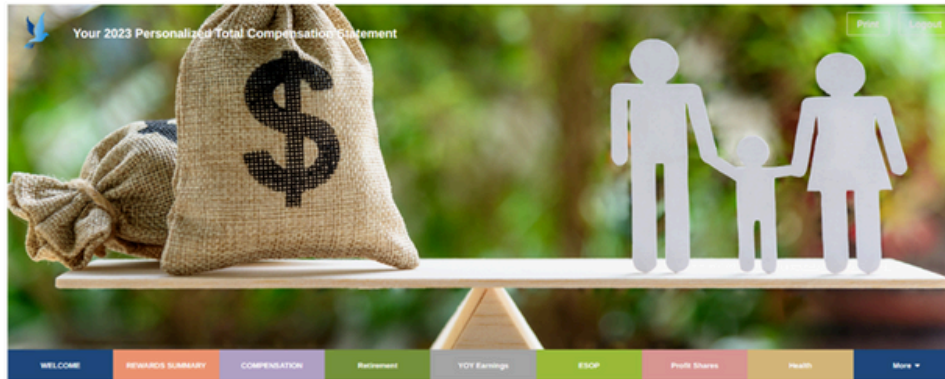 Your 2023 Personalized Total Compensation Statement
Print
Logout
$
WELCOME
REWARDS SUMMARY
COMPENSATION
Retirement
YOY Earnings
ESOP
Profit Shares
Health
More